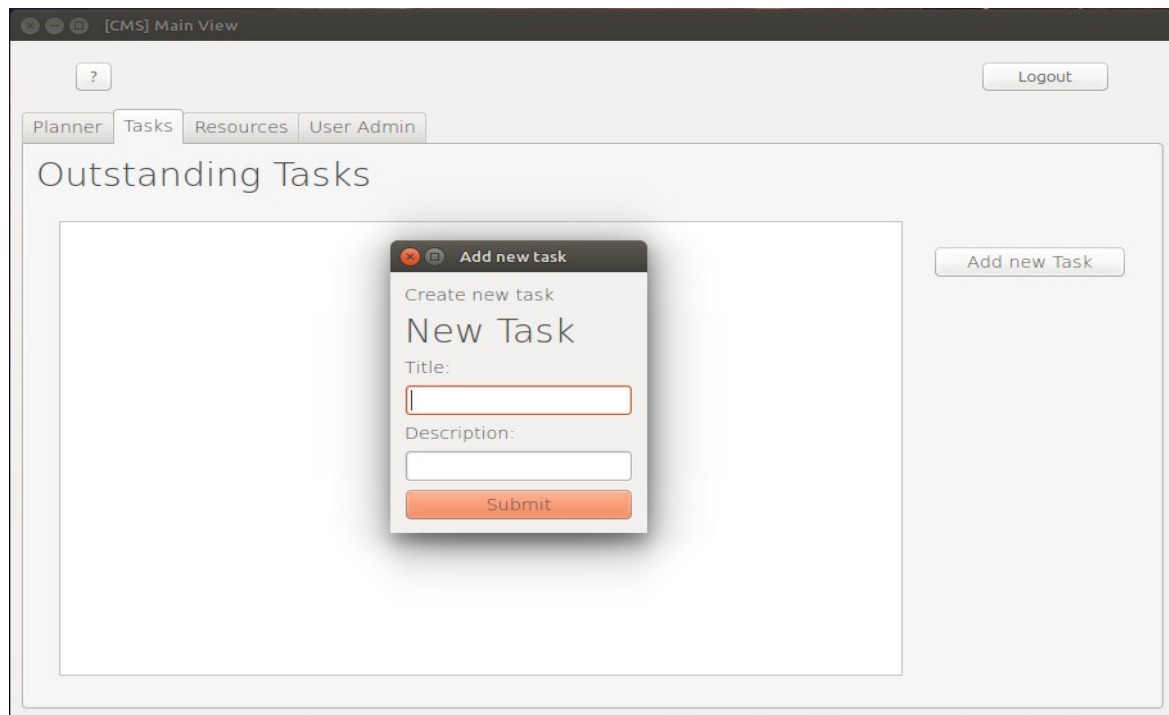 [CMS] Main View
?
Logout
Planner Tasks Resources User Admin
Outstanding Tasks
Add new task
Add new Task
Create new task
New Task
Title:
Description:
Submit